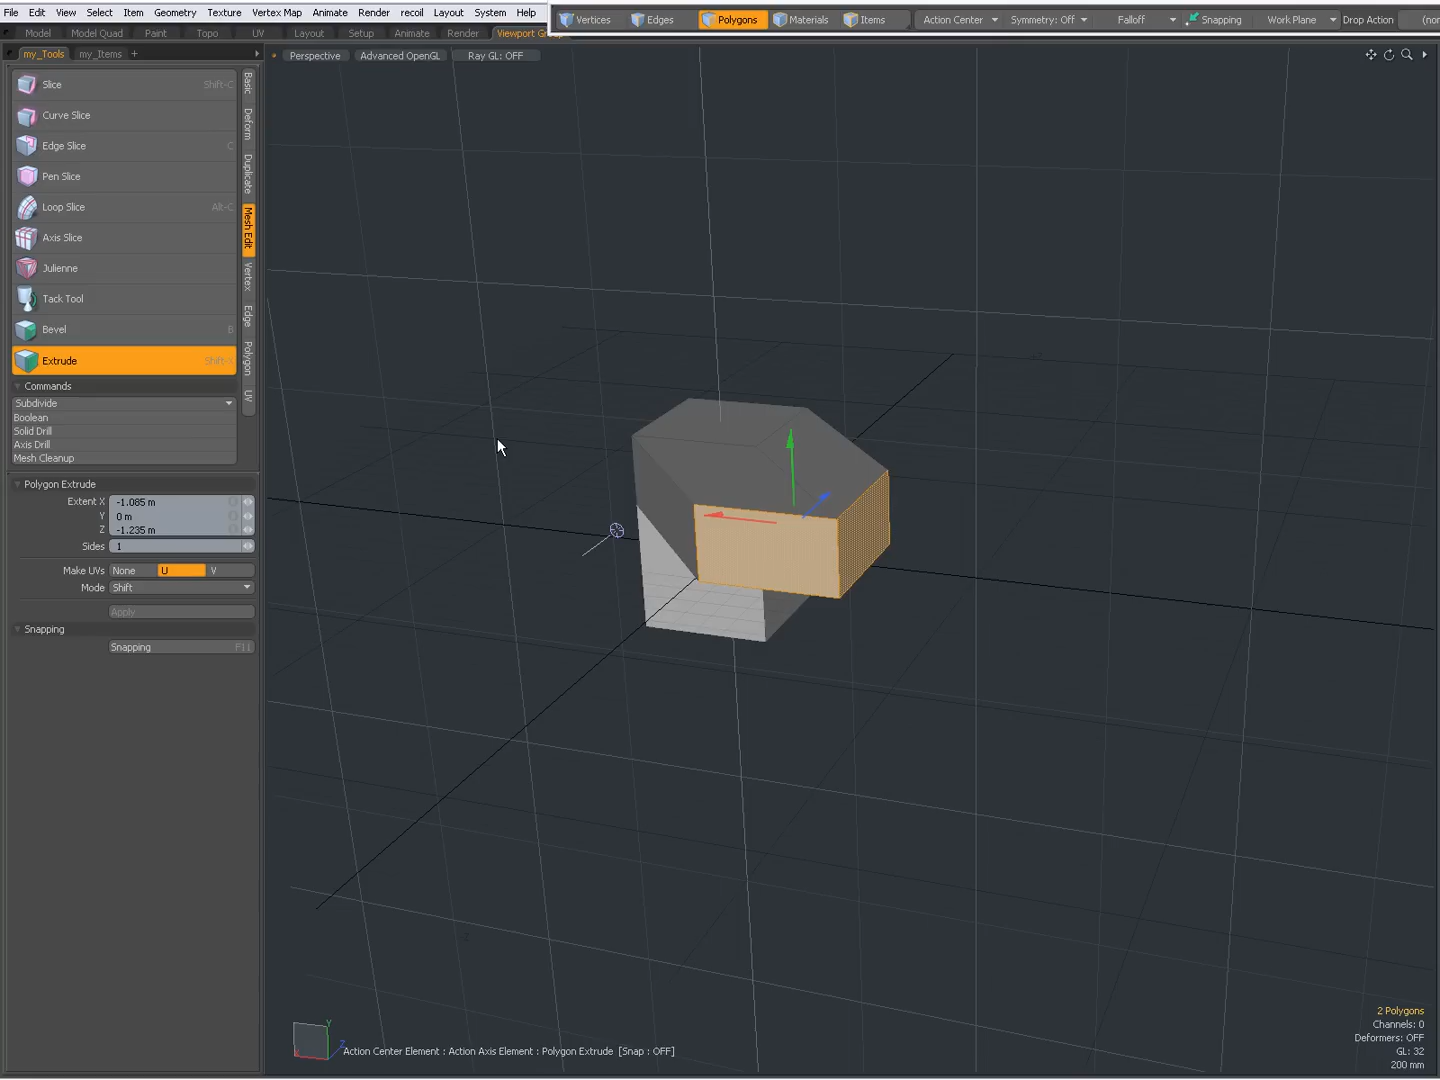 File Edit View Select Item Geometry Texture Vertex Map Animate Render recoil Layout System Help
Vertices Edges Polygons Materials Items Action Center Symmetry: Off Falloff Snapping Work Plane Drop Action (nor
Model Model Quad Paint Topo UV Layout Setup Animate Render Viewport Gr
my_Tools my_Items +
Perspective Advanced OpenGL Ray GL: OFF
Slice Shift-C
Curve Slice
Edge Slice C
Pen Slice
Loop Slice Alt-C
Axis Slice
Julienne
Tack Tool
Bevel B
Extrude Shift-X
Basic
Deform
Duplicate
Mesh Edit
Vertex
Edge
Polygon
UV
Commands
Subdivide
Boolean
Solid Drill
Axis Drill
Mesh Cleanup
Polygon Extrude
Extent X -1.085 m
Y 0 m
Z -1.235 m
Sides 1
Make UVs None U V
Mode Shift
Apply
Snapping
Snapping F11
2 Polygons
Channels: 0
Deformers: OFF
GL: 32
200 mm
Y
X
Z
Action Center Element : Action Axis Element : Polygon Extrude [Snap : OFF]